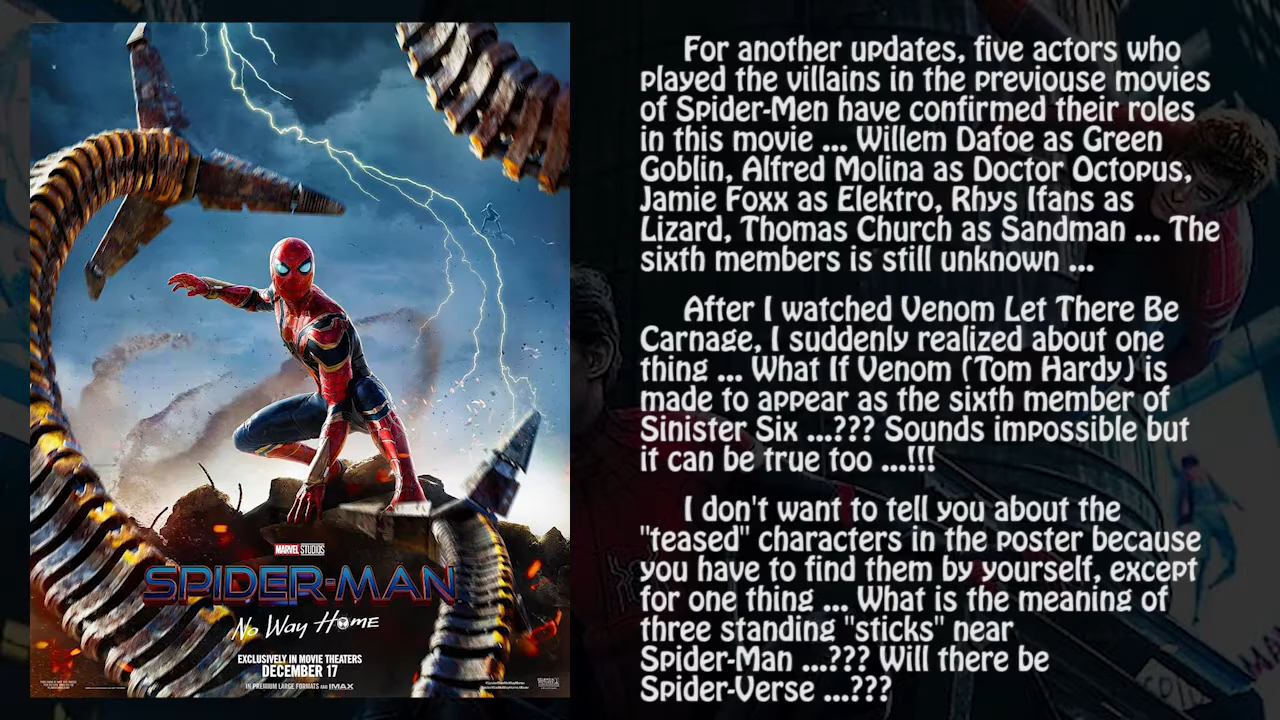 MARVEL STUDIOS
SPIDER-MAN
No Way Home
EXCLUSIVELY IN MOVIE THEATERS
DECEMBER 17
IN PREMIUM LARGE FORMATS AND IMAX
For another updates, five actors who
played the villains in the previouse movies
of Spider-Men have confirmed their roles
in this movie ... Willem Dafoe as Green
Goblin, Alfred Molina as Doctor Octopus,
Jamie Foxx as Elektro, Rhys Ifans as
Lizard, Thomas Church as Sandman ... The
sixth members is still unknown ...
After I watched Venom Let There Be
Carnage, I suddenly realized about one
thing ... What If Venom (Tom Hardy) is
made to appear as the sixth member of
Sinister Six ...??? Sounds impossible but
it can be true too ...!!!
I don't want to tell you about the
"teased" characters in the poster because
you have to find them by yourself, except
for one thing ... What is the meaning of
three standing "sticks" near
Spider-Man ...??? Will there be
Spider-Verse ...???